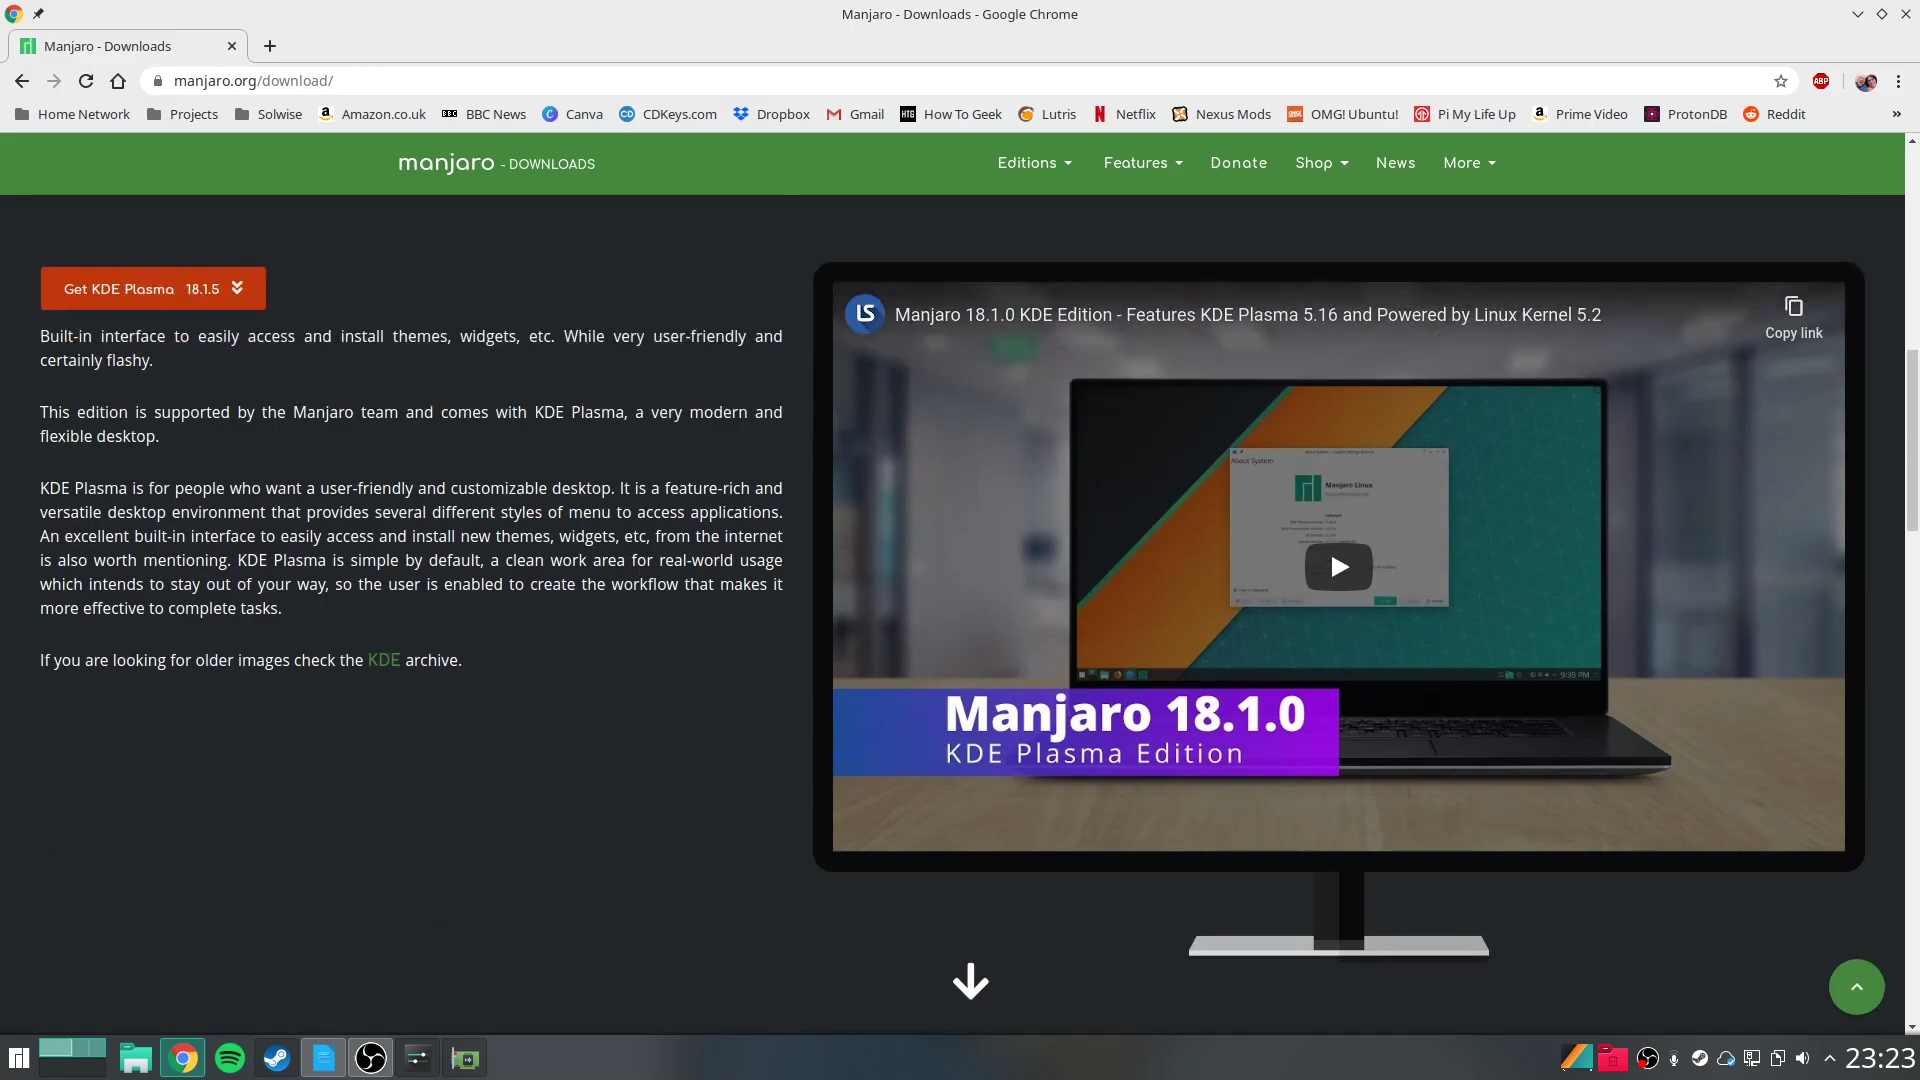 Manjaro - Downloads - Google Chrome
Manjaro - Downloads
manjaro.org/download/
ABP
Home Network
Projects
Solwise
Amazon.co.uk
BBC News
Canva
CDKeys.com
Dropbox
Gmail
How To Geek
Lutris
Netflix
Nexus Mods
OMG! Ubuntu!
Pi My Life Up
Prime Video
ProtonDB
Reddit
»
manjaro - DOWNLOADS
Editions
Features
Donate
Shop
News
More
Get KDE Plasma 18.1.5
Built-in interface to easily access and install themes, widgets, etc. While very user-friendly and
certainly flashy.
This edition is supported by the Manjaro team and comes with KDE Plasma, a very modern and
flexible desktop.
KDE Plasma is for people who want a user-friendly and customizable desktop. It is a feature-rich and
versatile desktop environment that provides several different styles of menu to access applications.
An excellent built-in interface to easily access and install new themes, widgets, etc, from the internet
is also worth mentioning. KDE Plasma is simple by default, a clean work area for real-world usage
which intends to stay out of your way, so the user is enabled to create the workflow that makes it
more effective to complete tasks.
If you are looking for older images check the KDE archive.
LS
Manjaro 18.1.0 KDE Edition - Features KDE Plasma 5.16 and Powered by Linux Kernel 5.2
Copy link
About System
Manjaro Linux
9:35 PM
Manjaro 18.1.0
KDE Plasma Edition
23:23